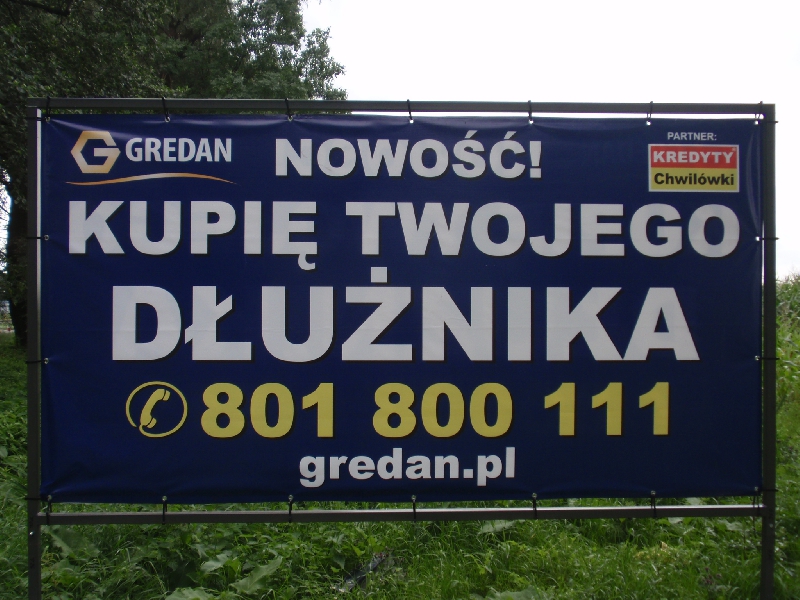 GREDAN
NOWOŚĆ!
PARTNER:
KREDYTY
Chwilówki
KUPIĘ TWOJEGO
DŁUŻNIKA
801 800 111
gredan.pl